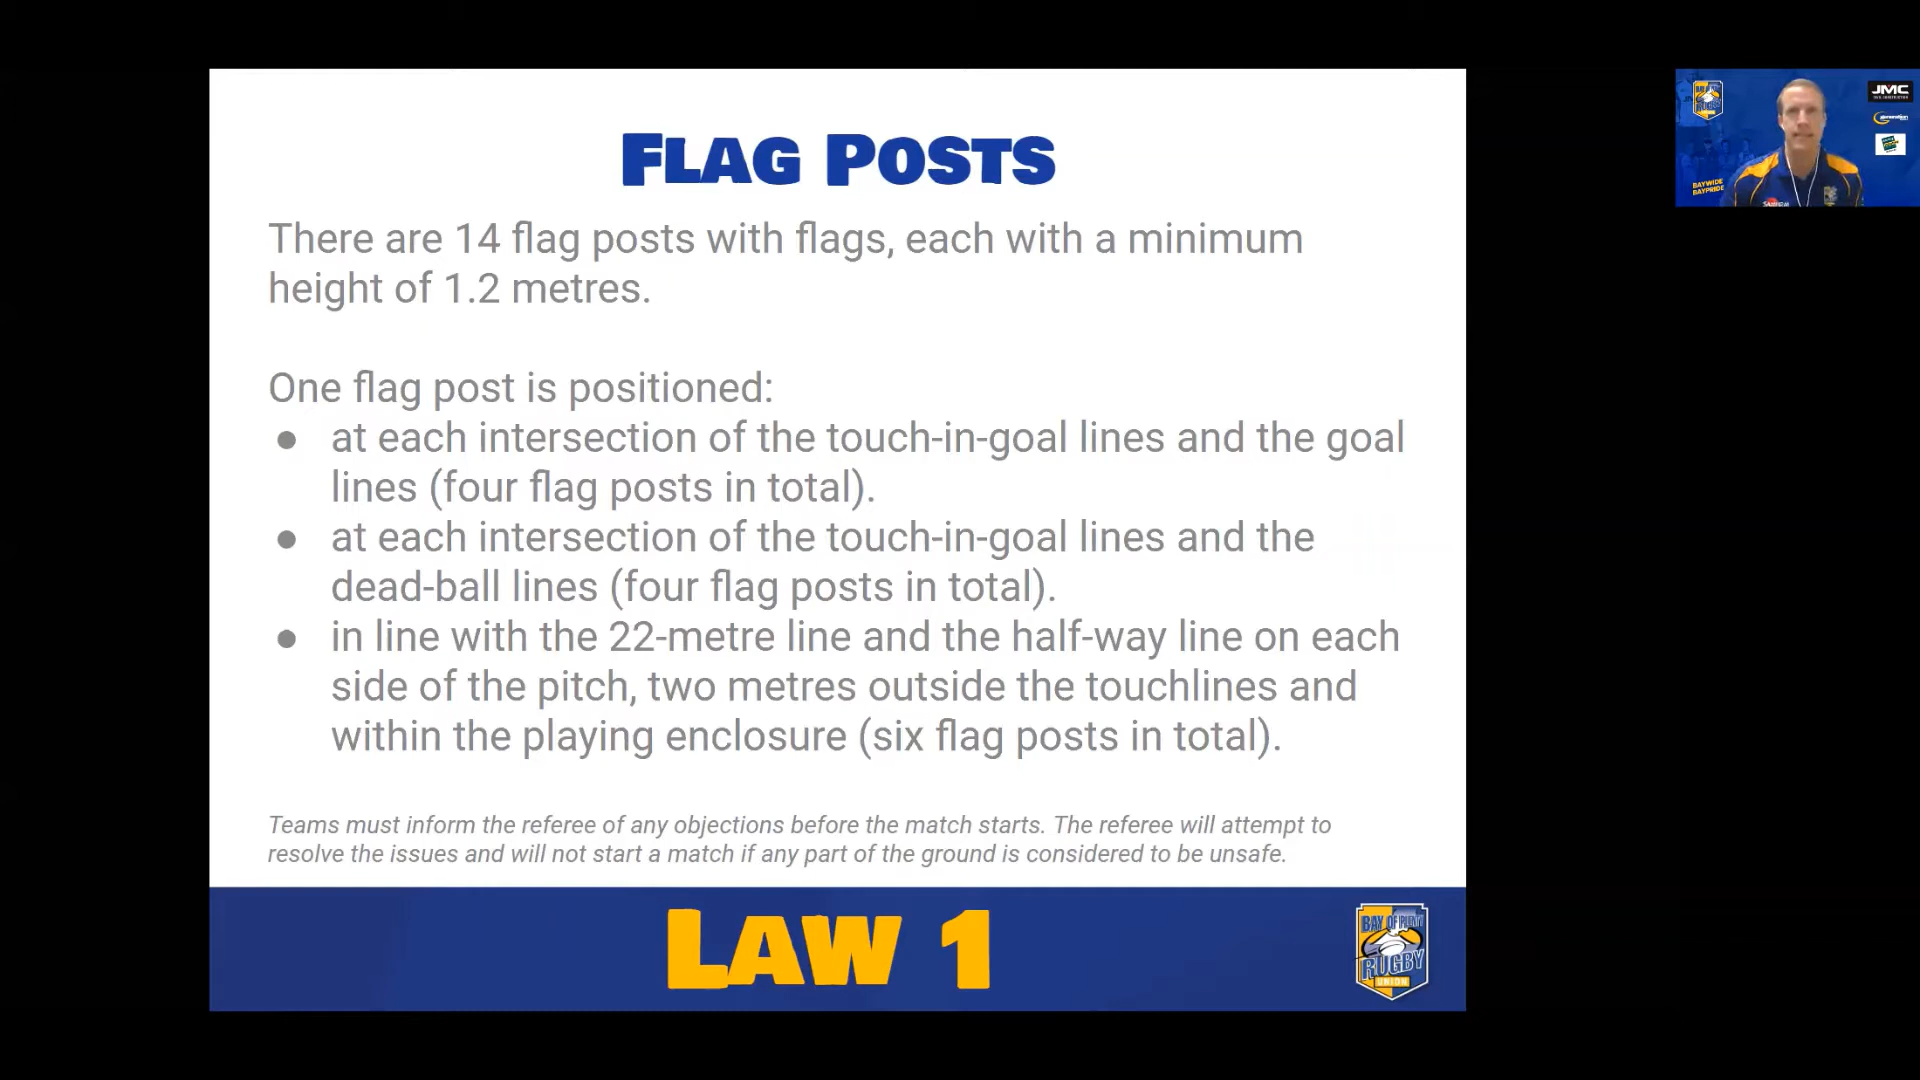 FLAG POSTS
There are 14 flag posts with flags, each with a minimum
height of 1.2 metres.
One flag post is positioned:
● at each intersection of the touch-in-goal lines and the goal
lines (four flag posts in total).
● at each intersection of the touch-in-goal lines and the
dead-ball lines (four flag posts in total).
● in line with the 22-metre line and the half-way line on each
side of the pitch, two metres outside the touchlines and
within the playing enclosure (six flag posts in total).
Teams must inform the referee of any objections before the match starts. The referee will attempt to
resolve the issues and will not start a match if any part of the ground is considered to be unsafe.
LAW 1
BAY OF PLENTY
RUGBY
UNION
JMC
generation
BAYWIDE
BAYPRIDE